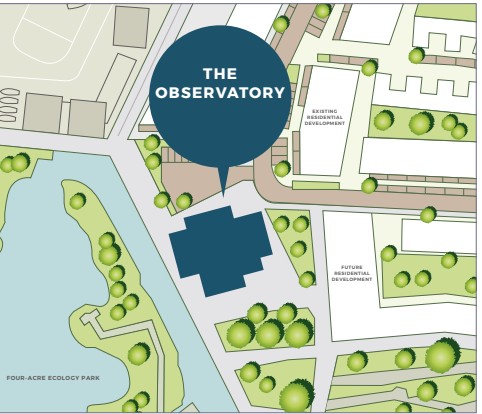 THE
OBSERVATORY
EXISTING
RESIDENTIAL
DEVELOPMENT
FUTURE
RESIDENTIAL
DEVELOPMENT
FOUR-ACRE ECOLOGY PARK